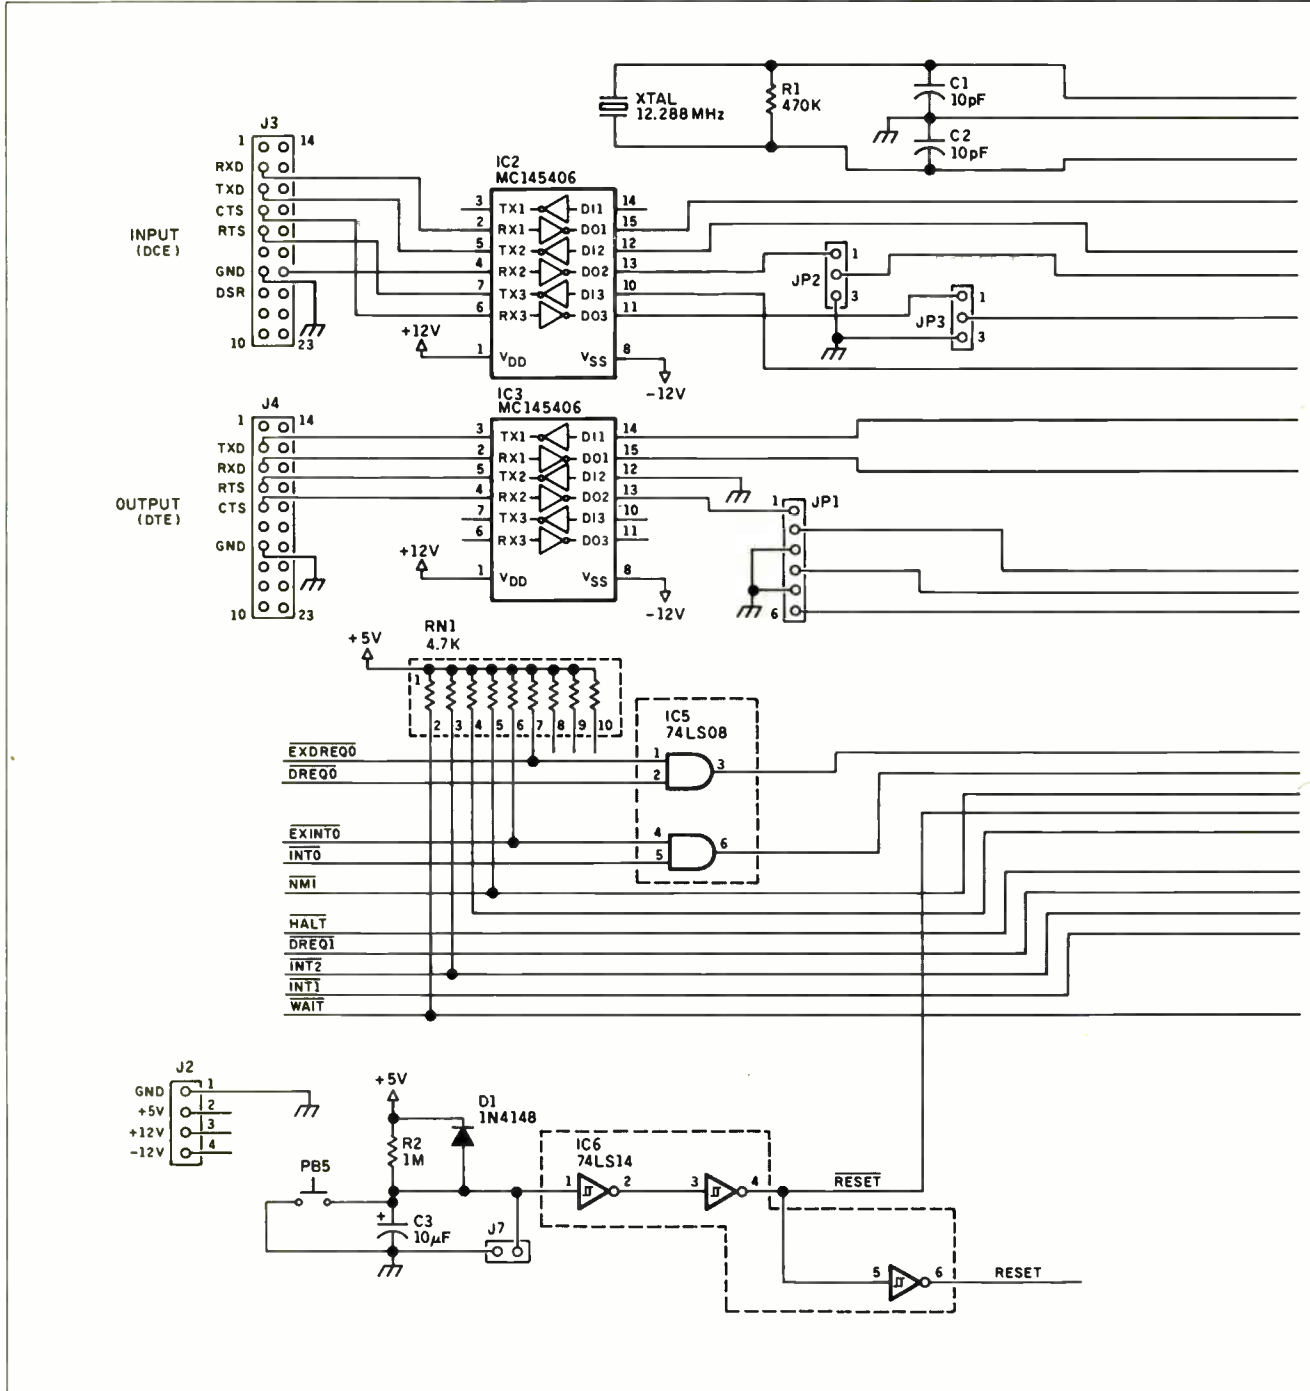 XTAL
12.288MHz
R1
470K
C1
10pF
C2
10pF
J3
1 14
RXD
TXD
CTS
RTS
GND
DSR
10 23
INPUT
(DCE)
IC2
MC145406
3 TX1 DI1 14
2 RX1 DO1 15
5 TX2 DI2 12
4 RX2 DO2 13
7 TX3 DI3 10
6 RX3 DO3 11
+12V
1 VDD VSS 8
-12V
JP2
1
3
JP3
1
3
J4
1 14
TXD
RXD
RTS
CTS
GND
10 23
OUTPUT
(DTE)
IC3
MC145406
3 TX1 DI1 14
2 RX1 DO1 15
5 TX2 DI2 12
4 RX2 DO2 13
7 TX3 DI3 10
6 RX3 DO3 11
+12V
1 VDD VSS 8
-12V
1 JP1
6
+5V
RN1
4.7K
1
2 3 4 5 6 7 8 9 10
IC5
74LS08
EXDREQ0 1
DREQ0 2
3
EXINT0 4
INT0 5
6
NMI
HALT
DREQ1
INT2
INT1
WAIT
J2
GND 1
+5V 2
+12V 3
-12V 4
+5V
D1
1N4148
R2
1M
PB5
+
C3
10µF
J7
IC6
74LS14
1 2 3 4
RESET
5 6 RESET